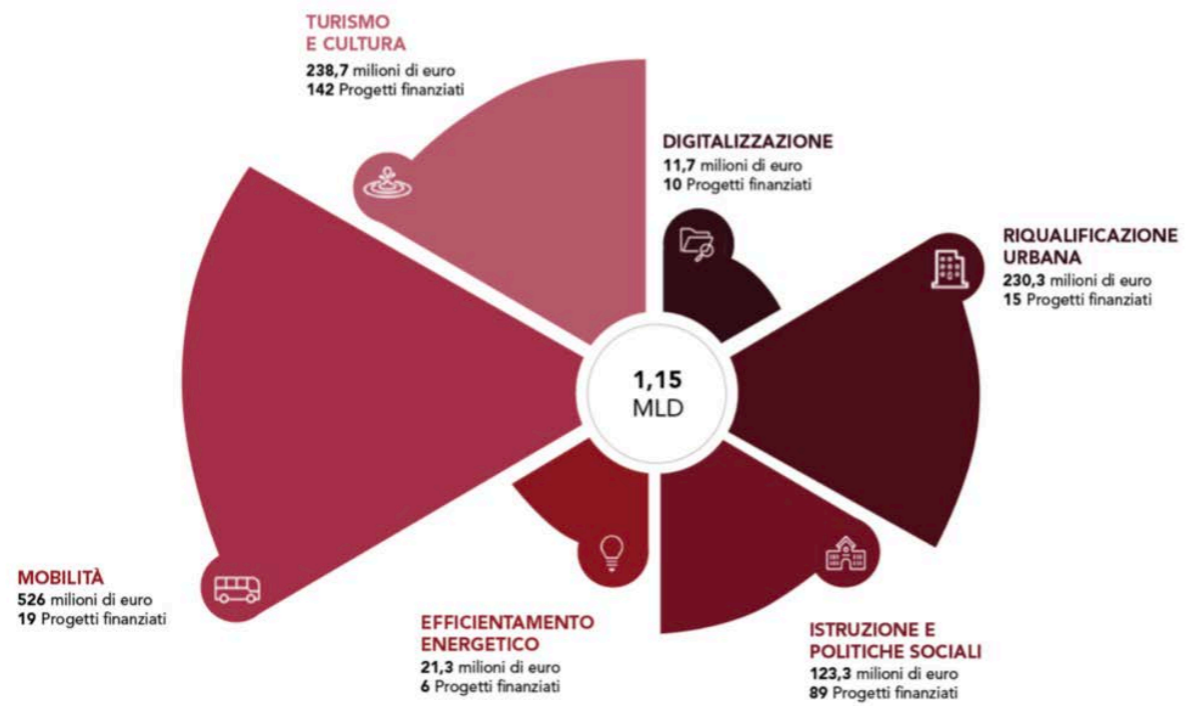 TURISMO
E CULTURA
238,7 milioni di euro
142 Progetti finanziati
DIGITALIZZAZIONE
11,7 milioni di euro
10 Progetti finanziati
RIQUALIFICAZIONE
URBANA
230,3 milioni di euro
15 Progetti finanziati
1,15
MLD
MOBILITÀ
526 milioni di euro
19 Progetti finanziati
EFFICIENTAMENTO
ENERGETICO
21,3 milioni di euro
6 Progetti finanziati
ISTRUZIONE E
POLITICHE SOCIALI
123,3 milioni di euro
89 Progetti finanziati